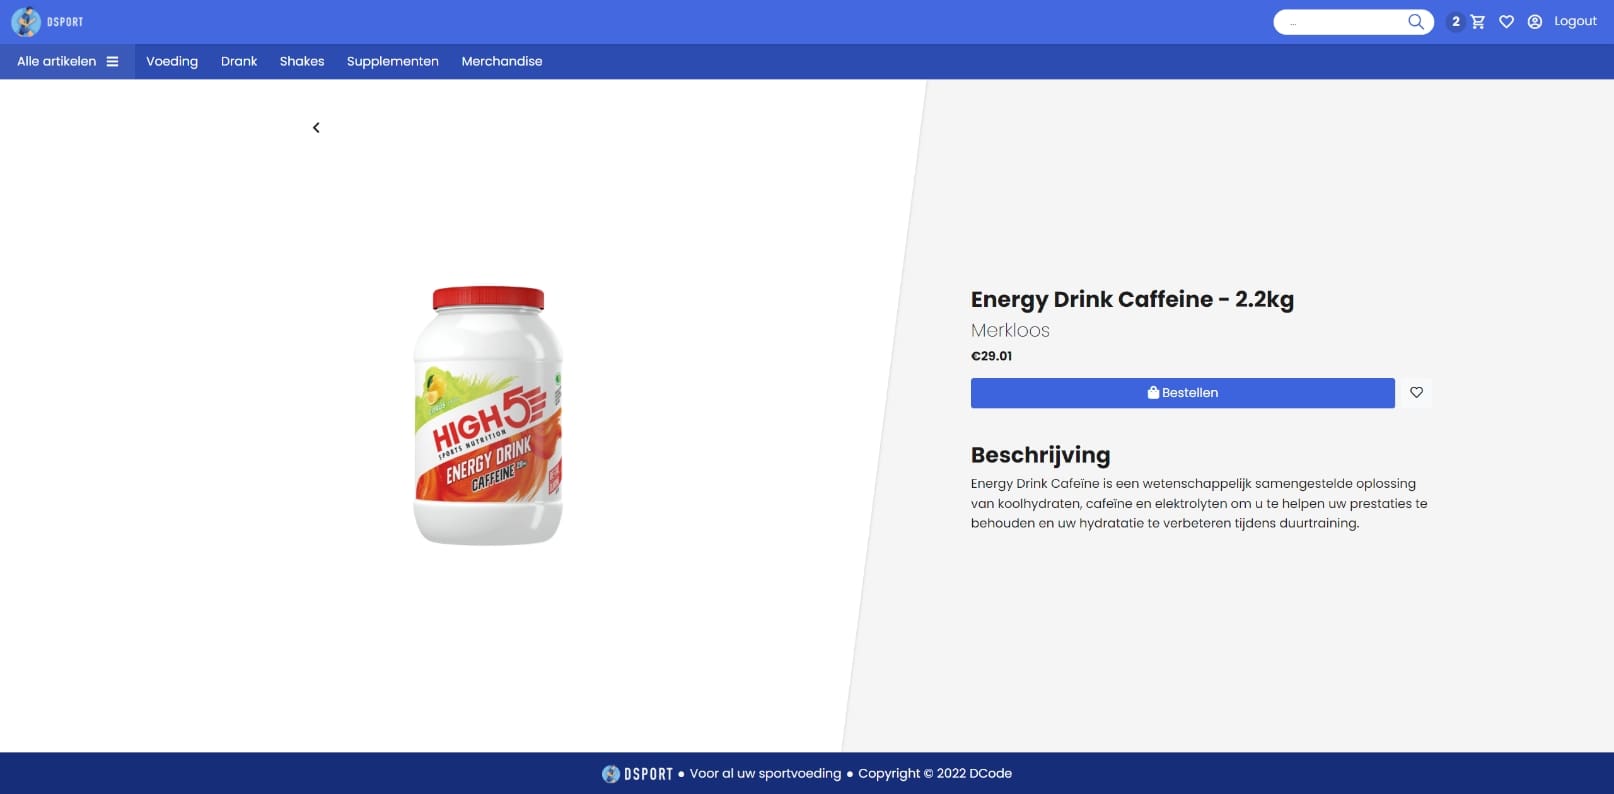 DSPORT
...
2
Logout
Alle artikelen
Voeding
Drank
Shakes
Supplementen
Merchandise
CITRUS
HIGH5
SPORTS NUTRITION
ENERGY DRINK
CAFFEINE
Energy Drink Caffeine - 2.2kg
Merkloos
€29.01
Bestellen
Beschrijving
Energy Drink Cafeïne is een wetenschappelijk samengestelde oplossing
van koolhydraten, cafeïne en elektrolyten om u te helpen uw prestaties te
behouden en uw hydratatie te verbeteren tijdens duurtraining.
DSPORT ● Voor al uw sportvoeding ● Copyright © 2022 DCode